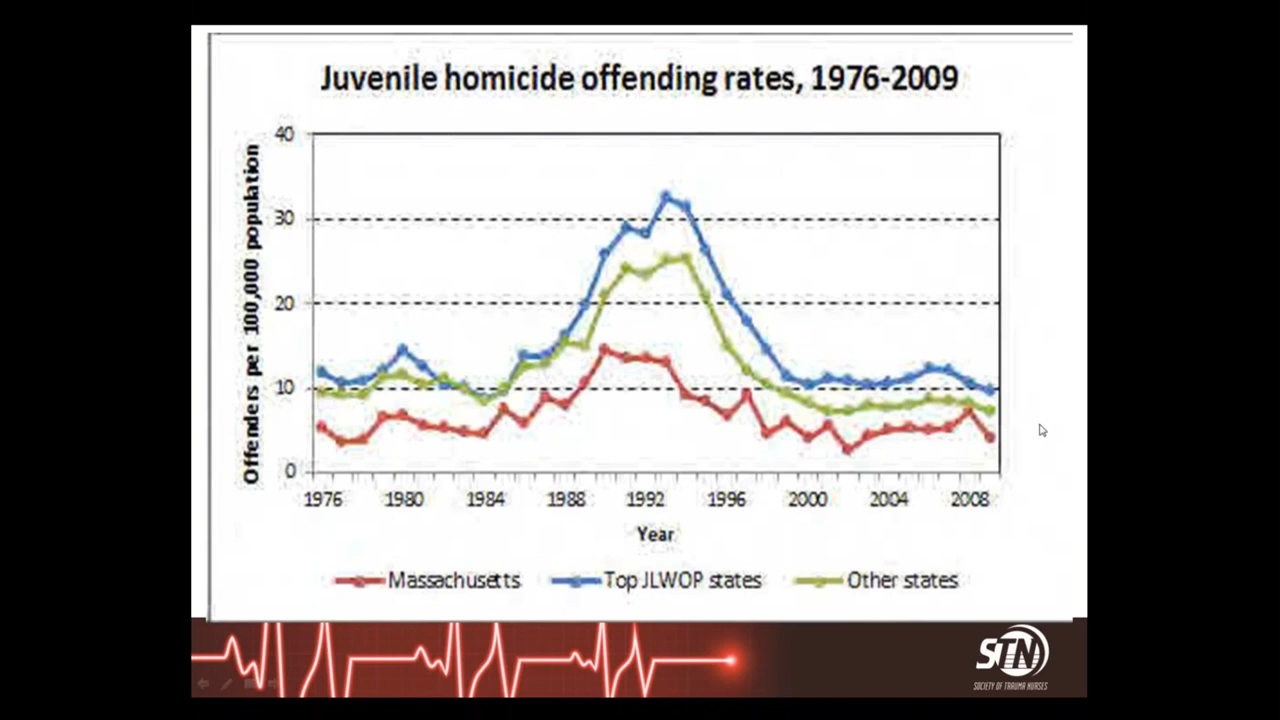 Juvenile homicide offending rates, 1976-2009
Offenders per 100,000 population
40
30
20
10
0
1976 1980 1984 1988 1992 1996 2000 2004 2008
Year
Massachusetts Top JLWOP states Other states
STN
SOCIETY OF TRAUMA NURSES